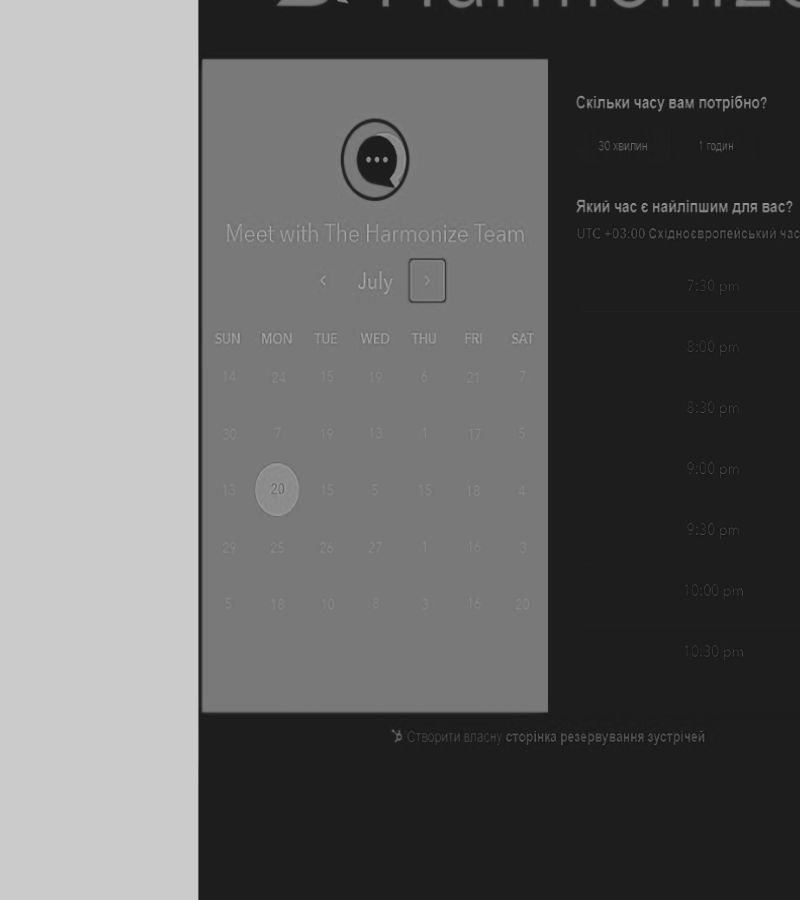 Harmonize
Meet with The Harmonize Team
July
SUN MON TUE WED THU FRI SAT
14 24 15 19 6 21 7
30 7 19 13 1 17 5
13 20 15 5 15 18 4
29 25 26 27 1 16 3
5 18 10 8 3 16 20
Скільки часу вам потрібно?
30 хвилин 1 годин
Який час є найліпшим для вас?
UTC +03:00 Східноєвропейський час
7:30 pm
8:00 pm
8:30 pm
9:00 pm
9:30 pm
10:00 pm
10:30 pm
Створити власну сторінка резервування зустрічей